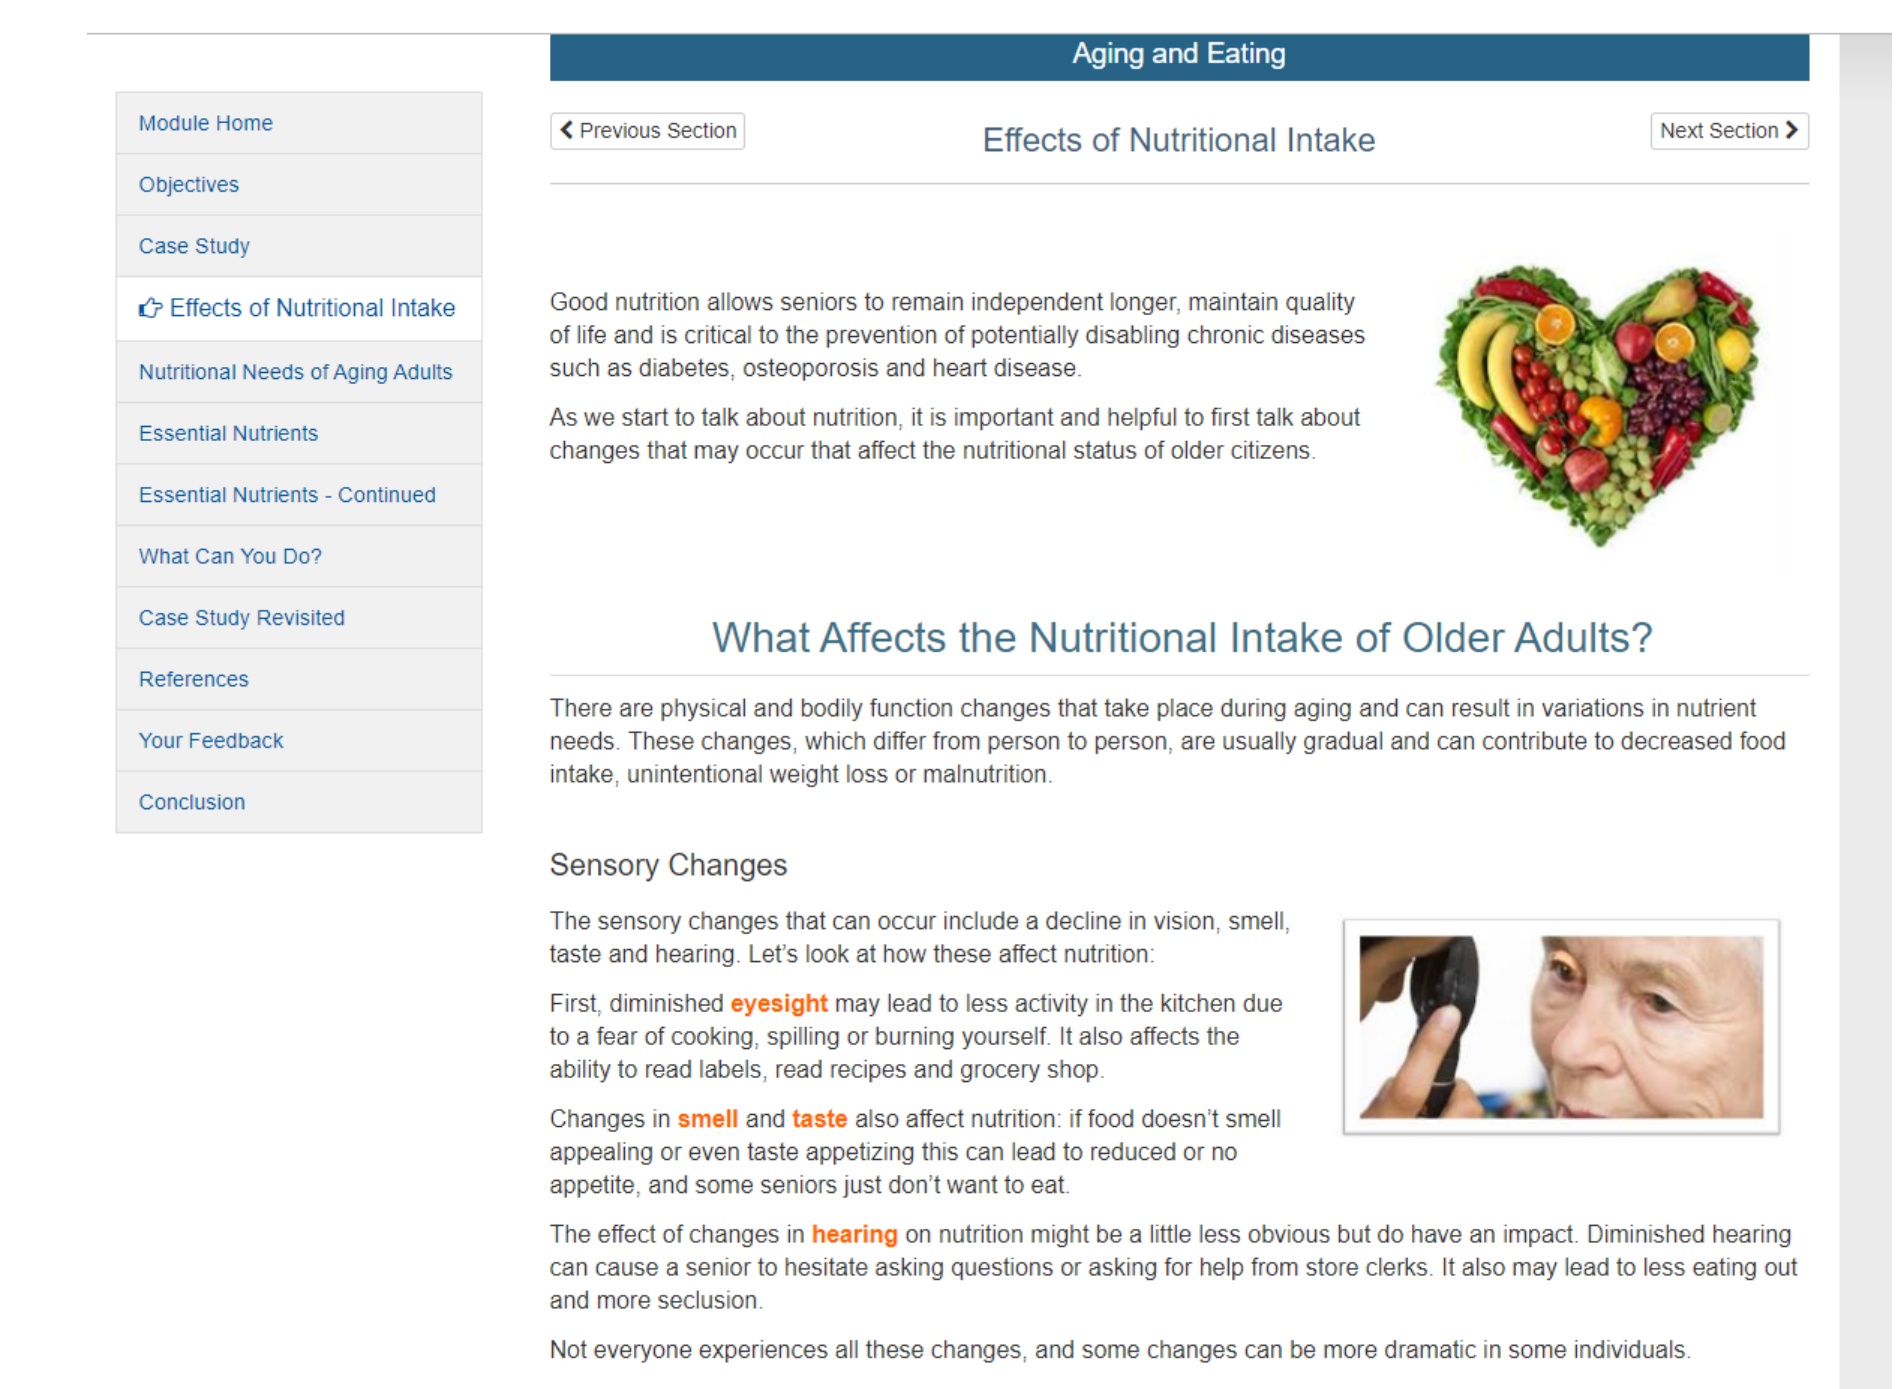 Aging and Eating
Module Home
Objectives
Case Study
Effects of Nutritional Intake
Nutritional Needs of Aging Adults
Essential Nutrients
Essential Nutrients - Continued
What Can You Do?
Case Study Revisited
References
Your Feedback
Conclusion
Previous Section
Effects of Nutritional Intake
Next Section
Good nutrition allows seniors to remain independent longer, maintain quality
of life and is critical to the prevention of potentially disabling chronic diseases
such as diabetes, osteoporosis and heart disease.
As we start to talk about nutrition, it is important and helpful to first talk about
changes that may occur that affect the nutritional status of older citizens.
What Affects the Nutritional Intake of Older Adults?
There are physical and bodily function changes that take place during aging and can result in variations in nutrient
needs. These changes, which differ from person to person, are usually gradual and can contribute to decreased food
intake, unintentional weight loss or malnutrition.
Sensory Changes
The sensory changes that can occur include a decline in vision, smell,
taste and hearing. Let’s look at how these affect nutrition:
First, diminished eyesight may lead to less activity in the kitchen due
to a fear of cooking, spilling or burning yourself. It also affects the
ability to read labels, read recipes and grocery shop.
Changes in smell and taste also affect nutrition: if food doesn’t smell
appealing or even taste appetizing this can lead to reduced or no
appetite, and some seniors just don’t want to eat.
The effect of changes in hearing on nutrition might be a little less obvious but do have an impact. Diminished hearing
can cause a senior to hesitate asking questions or asking for help from store clerks. It also may lead to less eating out
and more seclusion.
Not everyone experiences all these changes, and some changes can be more dramatic in some individuals.